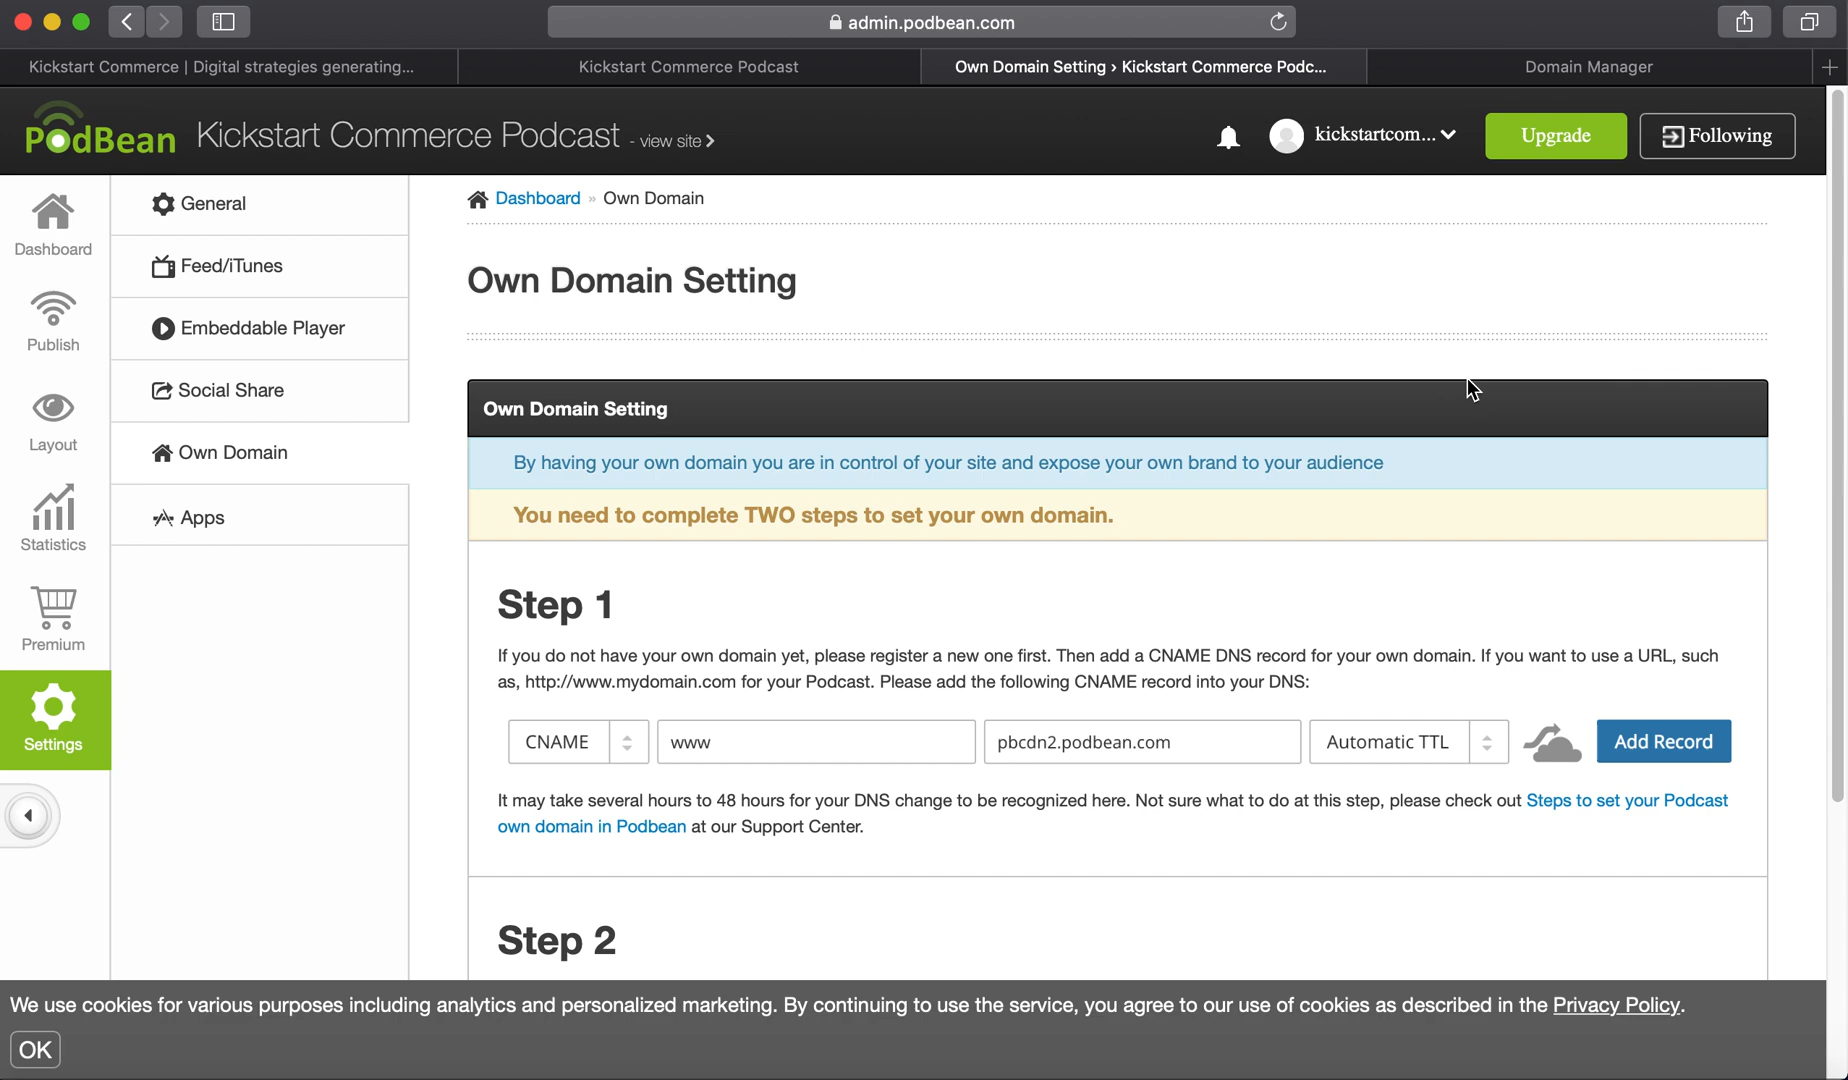 admin.podbean.com
Kickstart Commerce | Digital strategies generating...
Kickstart Commerce Podcast
Own Domain Setting › Kickstart Commerce Podc...
Domain Manager
PodBean
Kickstart Commerce Podcast - view site
kickstartcom...
Upgrade
Following
Dashboard
Publish
Layout
Statistics
Premium
Settings
General
Feed/iTunes
Embeddable Player
Social Share
Own Domain
Apps
Dashboard » Own Domain
Own Domain Setting
Own Domain Setting
By having your own domain you are in control of your site and expose your own brand to your audience
You need to complete TWO steps to set your own domain.
Step 1
If you do not have your own domain yet, please register a new one first. Then add a CNAME DNS record for your own domain. If you want to use a URL, such
as, http://www.mydomain.com for your Podcast. Please add the following CNAME record into your DNS:
CNAME www pbcdn2.podbean.com Automatic TTL Add Record
It may take several hours to 48 hours for your DNS change to be recognized here. Not sure what to do at this step, please check out Steps to set your Podcast
own domain in Podbean at our Support Center.
Step 2
We use cookies for various purposes including analytics and personalized marketing. By continuing to use the service, you agree to our use of cookies as described in the Privacy Policy.
OK